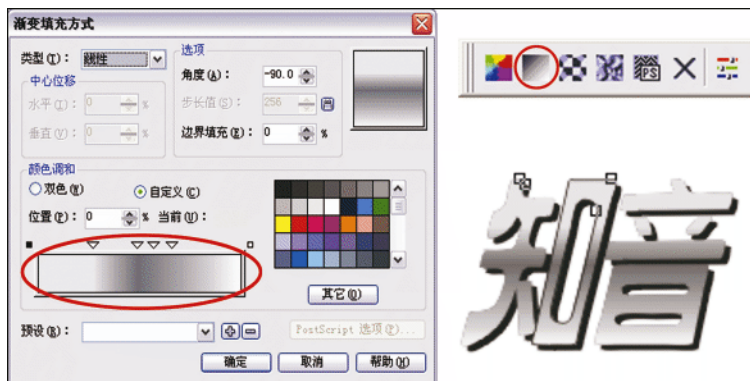 渐变填充方式
类型(T)： 线性
中心位移
水平(I)： 0 %
垂直(V)： 0 %
选项
角度(A)： -90.0
步长值(S)： 256
边界填充(E)： 0 %
颜色调和
双色(W) 自定义(C)
位置(P)： 0 % 当前(U)：
其它(O)
预设(R)：
PostScript 选项(P)...
确定 取消 帮助(H)
PS
知音